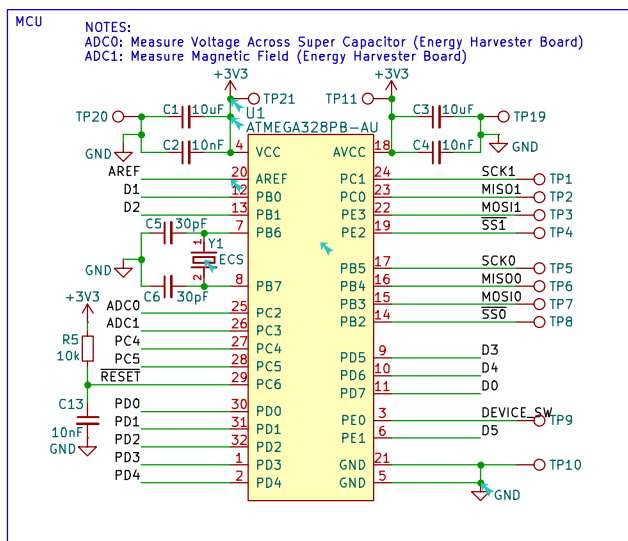 MCU
NOTES:
ADC0: Measure Voltage Across Super Capacitor (Energy Harvester Board)
ADC1: Measure Magnetic Field (Energy Harvester Board)
+3V3 +3V3
TP21 TP11
TP20 C1 10uF U1 C3 10uF TP19
ATMEGA328PB-AU
GND C2 10nF 4 VCC AVCC 18 C4 10nF GND
AREF 20 AREF PC1 24 SCK1 TP1
D1 12 PB0 PC0 23 MISO1 TP2
D2 13 PB1 PE3 22 MOSI1 TP3
C5 30pF 7 PB6 PE2 19 SS1 TP4
1 Y1
GND ECS PB5 17 SCK0 TP5
2
C6 30pF 8 PB7 PB4 16 MISO0 TP6
+3V3 ADC0 25 PC2 PB3 15 MOSI0 TP7
ADC1 26 PC3 PB2 14 SS0 TP8
R5 PC4 27 PC4
10k PC5 28 PC5 PD5 9 D3
RESET 29 PC6 PD6 10 D4
PD7 11 D0
C13 PD0 30 PD0
PD1 31 PD1 PE0 3 DEVICE_SW TP9
10nF PD2 32 PD2 PE1 6 D5
GND PD3 1 PD3 GND 21 TP10
PD4 2 PD4 GND 5 GND